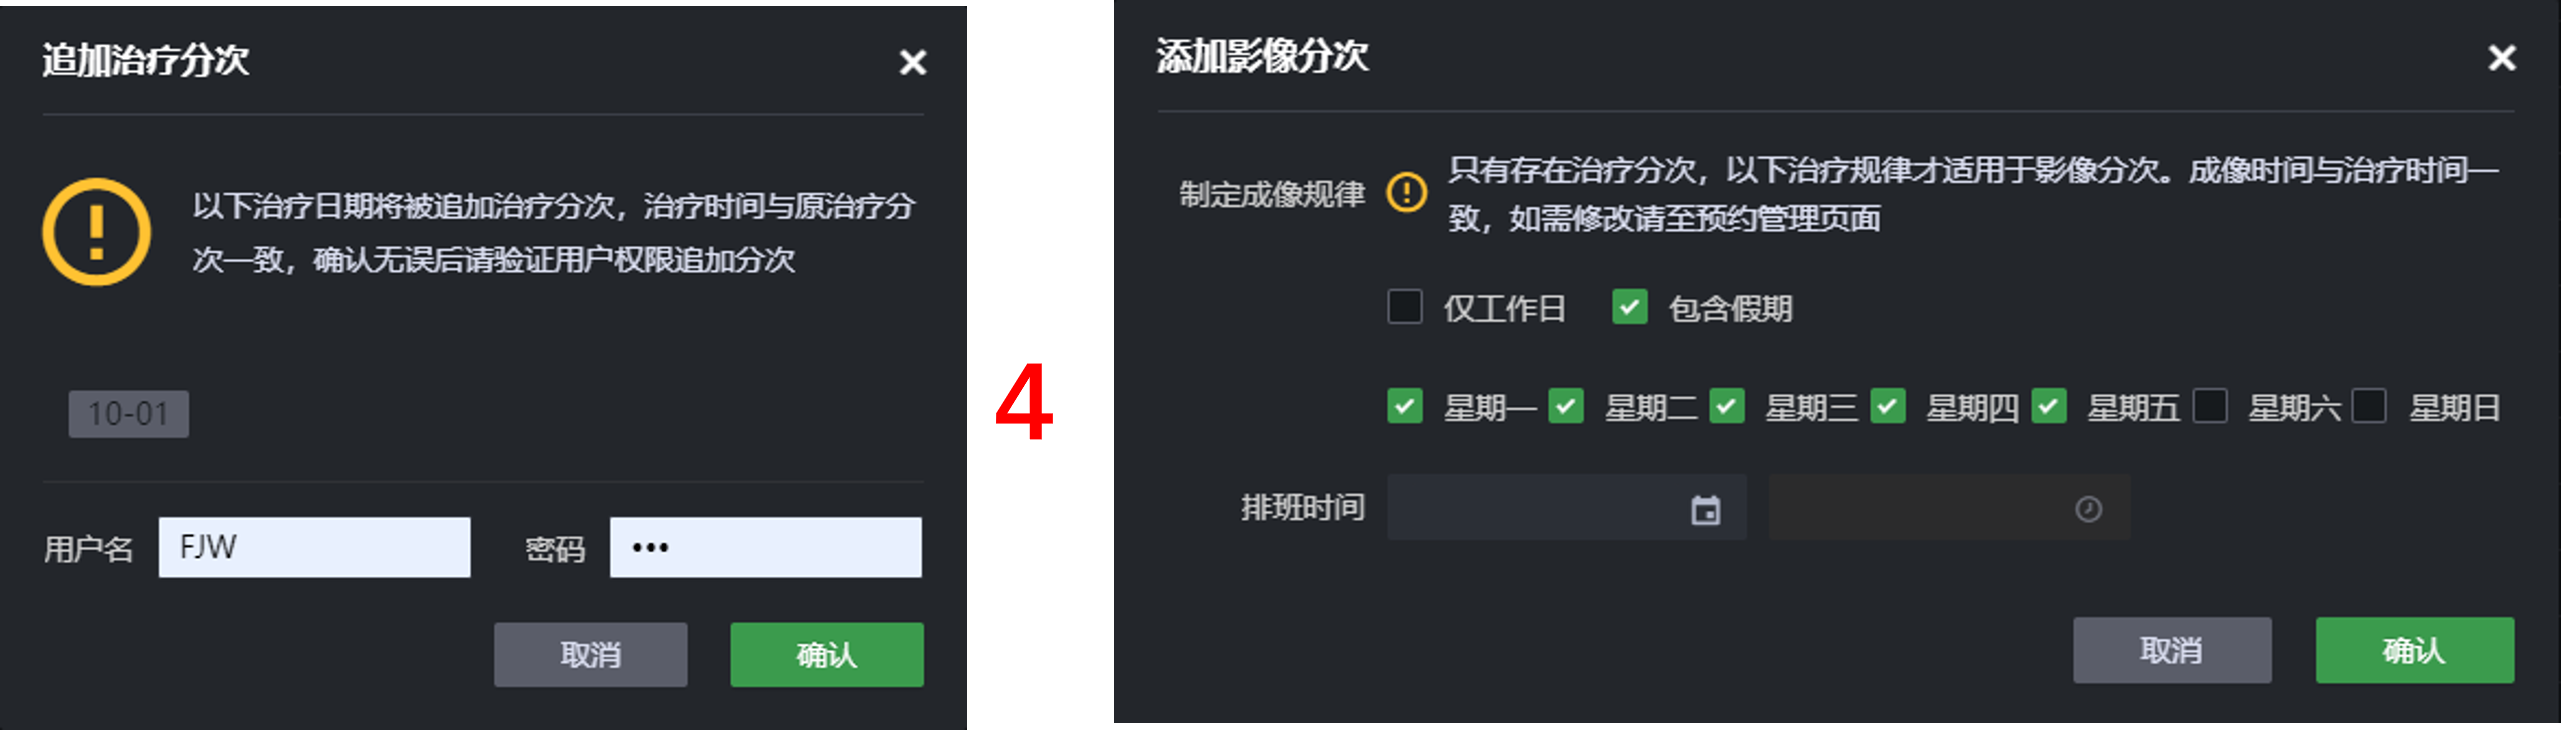 追加治疗分次
以下治疗日期将被追加治疗分次，治疗时间与原治疗分
次一致，确认无误后请验证用户权限追加分次
10-01
用户名 FJW 密码 •••
取消 确认
4
添加影像分次
制定成像规律
只有存在治疗分次，以下治疗规律才适用于影像分次。成像时间与治疗时间一
致，如需修改请至预约管理页面
仅工作日 包含假期
星期一 星期二 星期三 星期四 星期五 星期六 星期日
排班时间
取消 确认